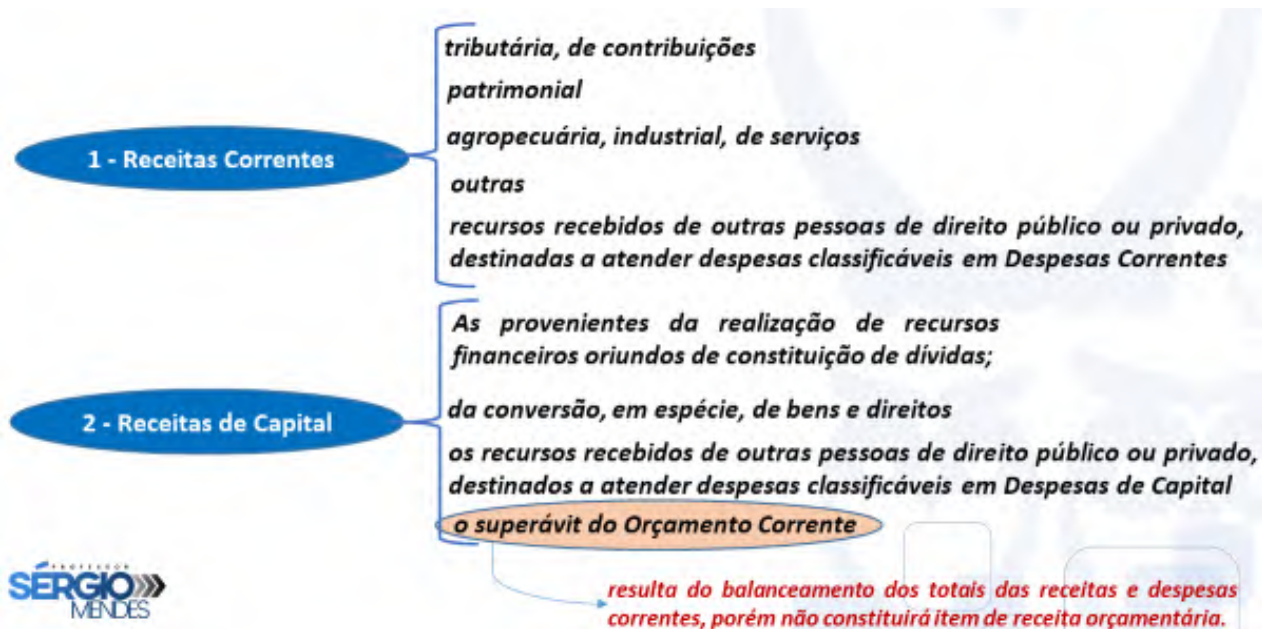 tributária, de contribuições
patrimonial
1 - Receitas Correntes
agropecuária, industrial, de serviços
outras
recursos recebidos de outras pessoas de direito público ou privado,
destinadas a atender despesas classificáveis em Despesas Correntes
As provenientes da realização de recursos
financeiros oriundos de constituição de dívidas;
2 - Receitas de Capital
da conversão, em espécie, de bens e direitos
os recursos recebidos de outras pessoas de direito público ou privado,
destinados a atender despesas classificáveis em Despesas de Capital
o superávit do Orçamento Corrente
resulta do balanceamento dos totais das receitas e despesas
correntes, porém não constituirá item de receita orçamentária.
PROFESSOR
SÉRGIO
MENDES